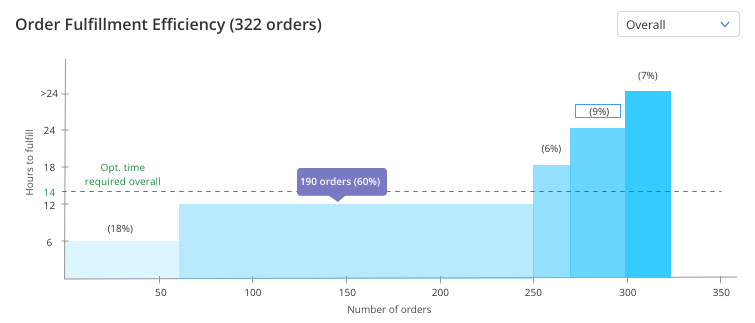 Order Fulfillment Efficiency (322 orders)
Overall
(7%)
>24
(9%)
24
(6%)
18
Opt. time
required overall
190 orders (60%)
14
12
(18%)
6
Hours to fulfill
50
100
150
200
250
300
350
Number of orders